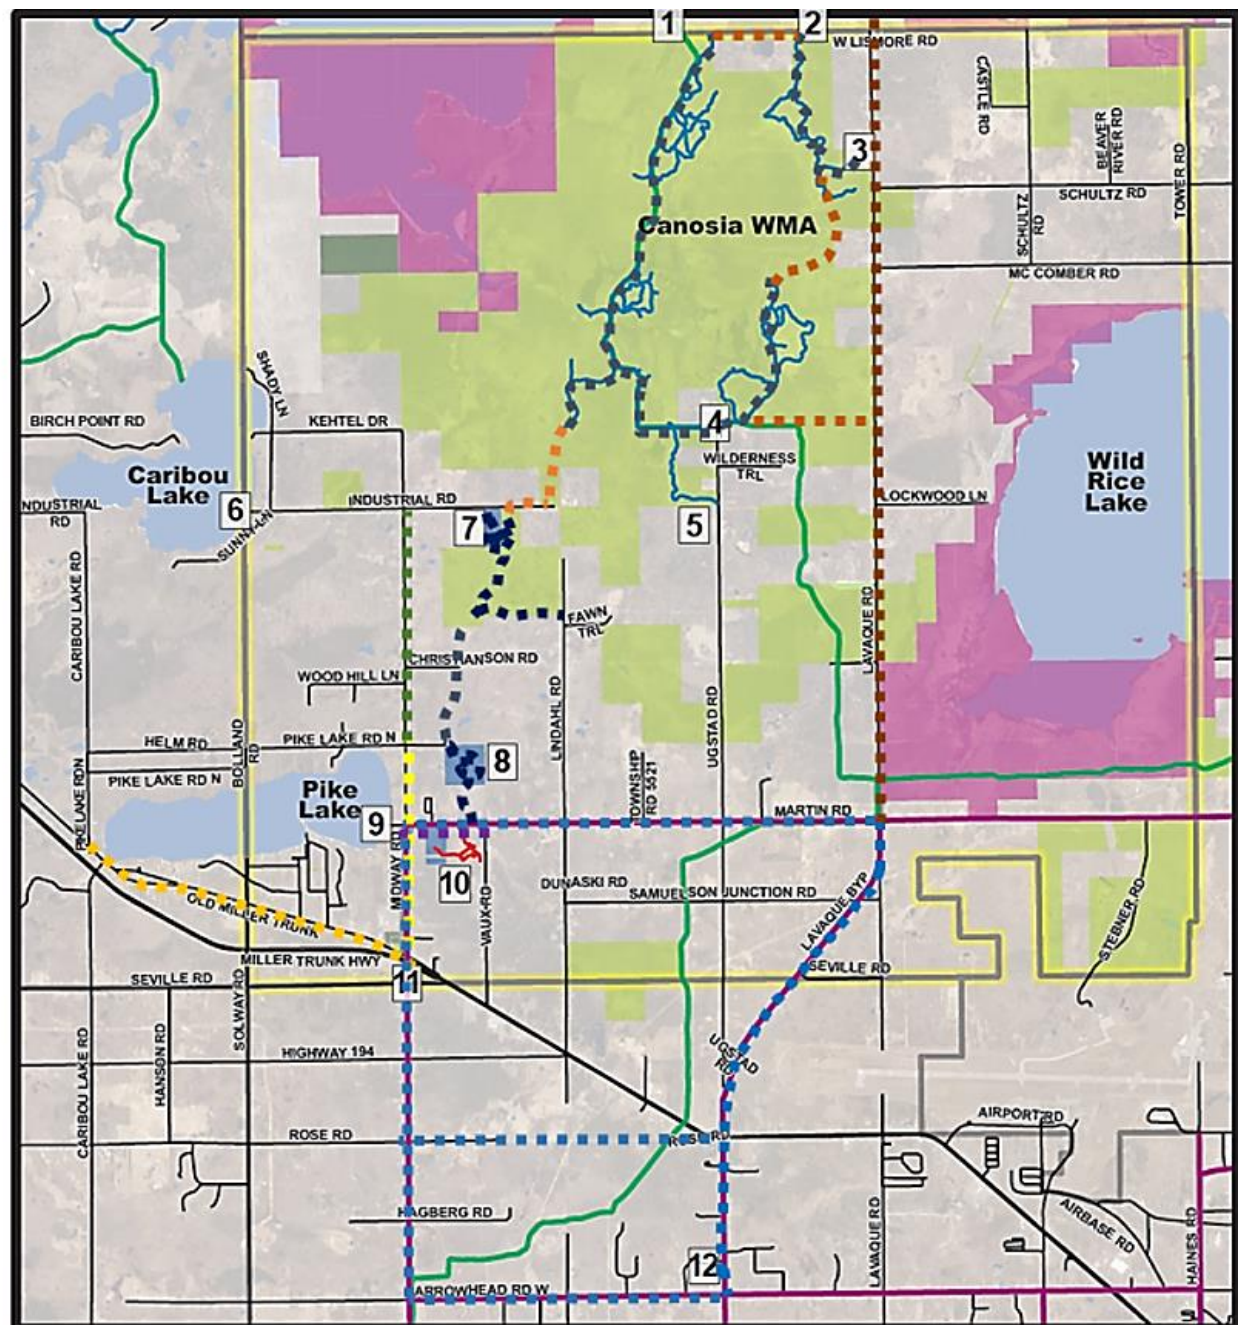 1
2
W LISMORE RD
CASTLE RD
BEAVER
RIVER RD
TOWER RD
3
SCHULTZ RD
SCHULTZ
RD
Canosia WMA
MC COMBER RD
SHADY LN
BIRCH POINT RD
KEHTEL DR
4
WILDERNESS
TRL
Caribou
Lake
Wild
Rice
Lake
INDUSTRIAL RD
LOCKWOOD LN
NDUSTRIAL
RD
6
7
5
SUNNY LN
CARIBOU LAKE RD
FAWN
TRL
LAVAQUE RD
CHRISTIANSON RD
WOOD HILL LN
LINDAHL RD
UGSTAD RD
BOLLAND
RD
HELM RD
PIKE LAKE RD N
8
PIKE LAKE RD N
TOWNSHIP
RD 5521
Pike
Lake
PIKE LAKE RD N
MARTIN RD
9
MIDWAY RD
10
DUNASKI RD
SAMUELSON JUNCTION RD
OLD MILLER TRUNK
VAUX RD
LAVAQUE BYP
STEBNER RD
MILLER TRUNK HWY
SEVILLE RD
SEVILLE RD
11
SOLWAY RD
CARIBOU LAKE RD
HANSON RD
HIGHWAY 194
UGSTAD
RD
AIRPORT RD
ROSE RD
ROSE RD
HAGBERG RD
LAVAQUE RD
AIRBASE RD
HAINES RD
12
ARROWHEAD RD W